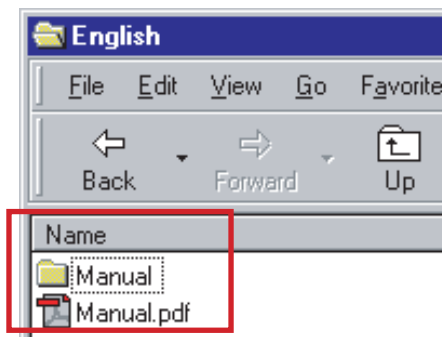 English
File Edit View Go Favorite
Back Forward Up
Name
Manual
Manual.pdf